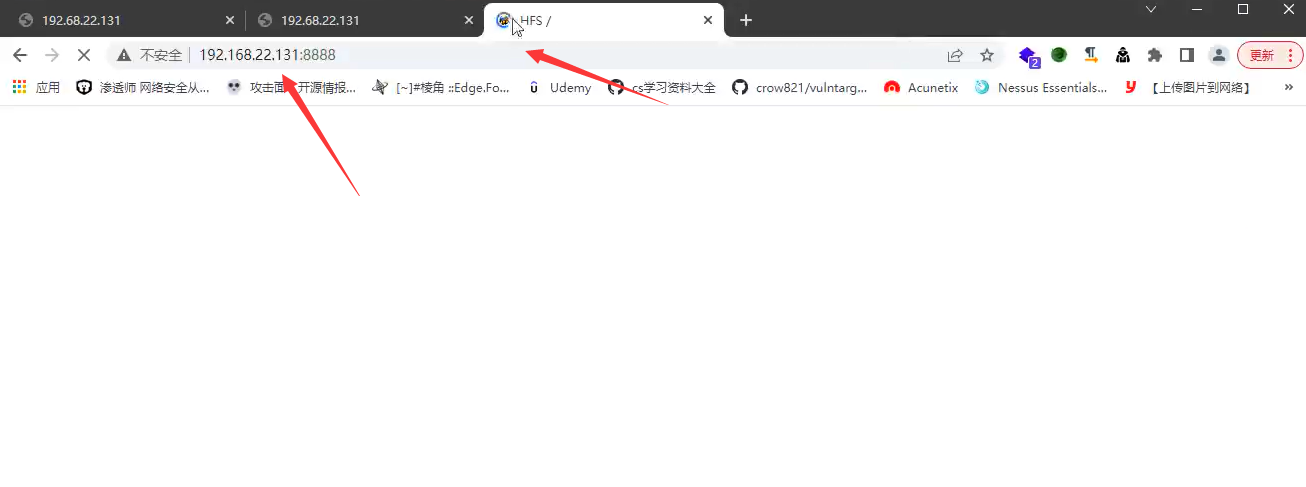 192.68.22.131 192.68.22.131 HFS /
不安全 192.168.22.131:8888 2 更新
应用 渗透师 网络安全从... 攻击面 开源情报... [~]#棱角 ::Edge.Fo... Udemy cs学习资料大全 crow821/vulntarg... Acunetix Nessus Essentials... 【上传图片到网络】 »